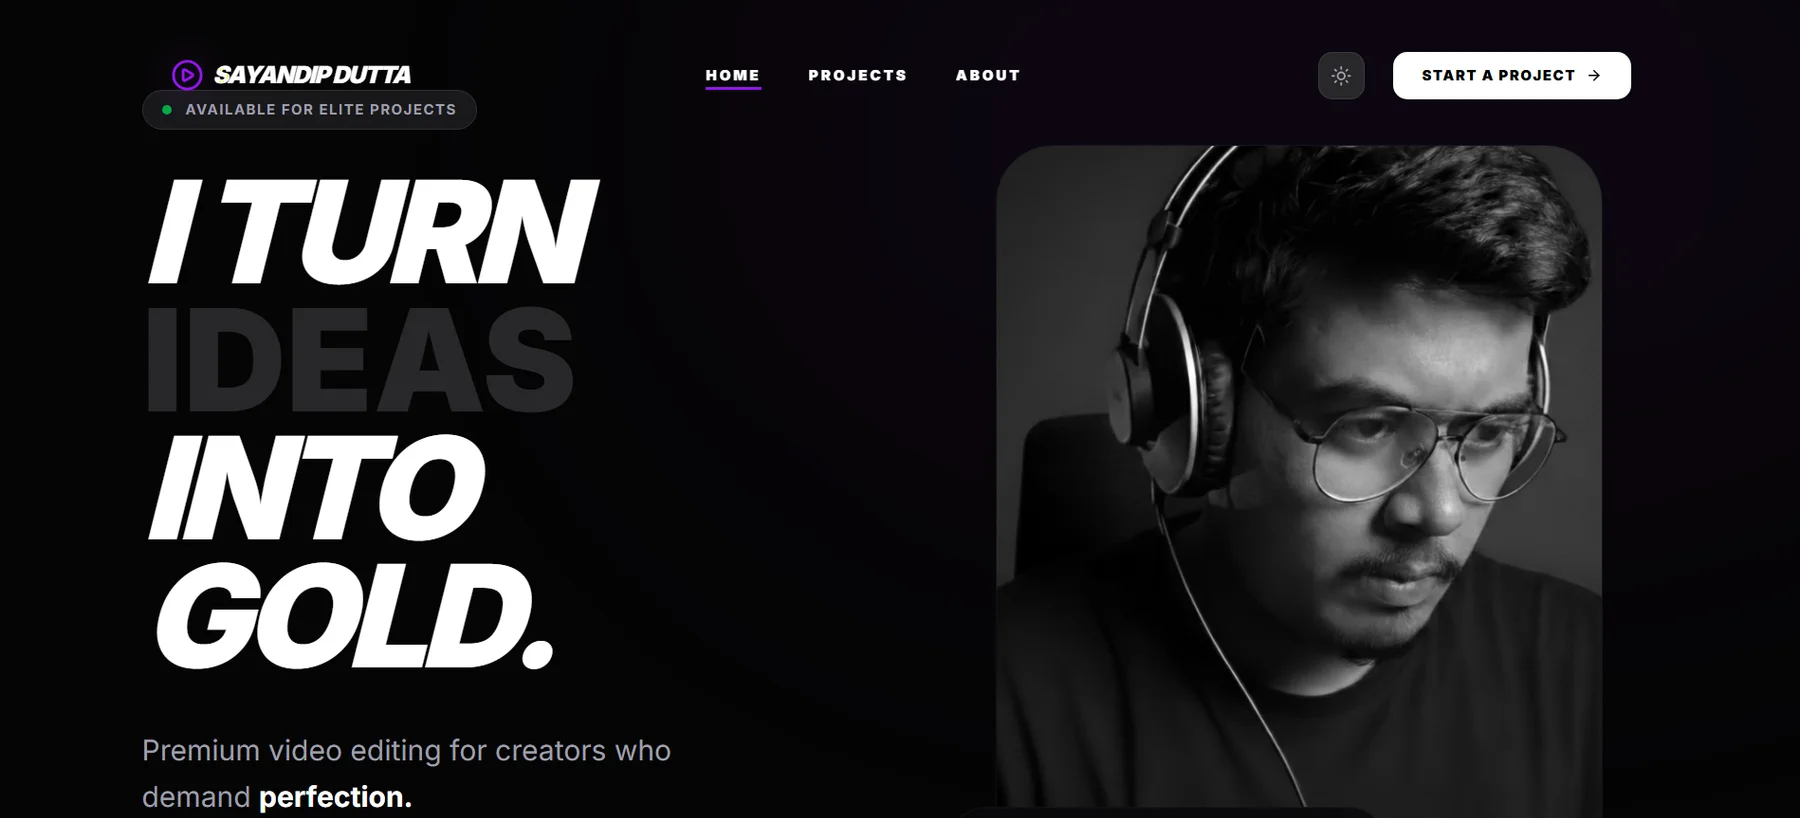 SAYANDIP DUTTA
HOME PROJECTS ABOUT
START A PROJECT →
AVAILABLE FOR ELITE PROJECTS
I TURN
IDEAS
INTO
GOLD.
Premium video editing for creators who
demand perfection.